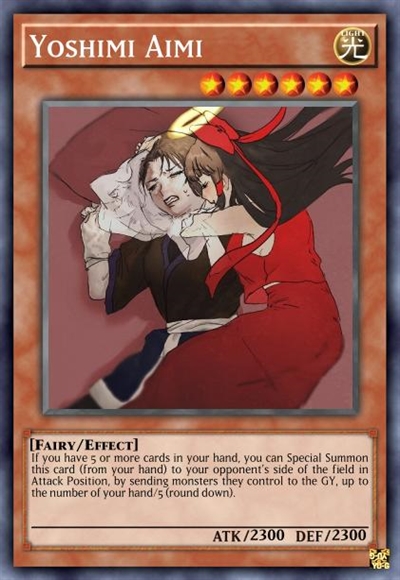 Yoshimi Aimi
LIGHT
光
[Fairy/Effect]
If you have 5 or more cards in your hand, you can Special Summon
this card (from your hand) to your opponent's side of the field in
Attack Position, by sending monsters they control to the GY, up to
the number of your hand/5 (round down).
ATK/2300 DEF/2300